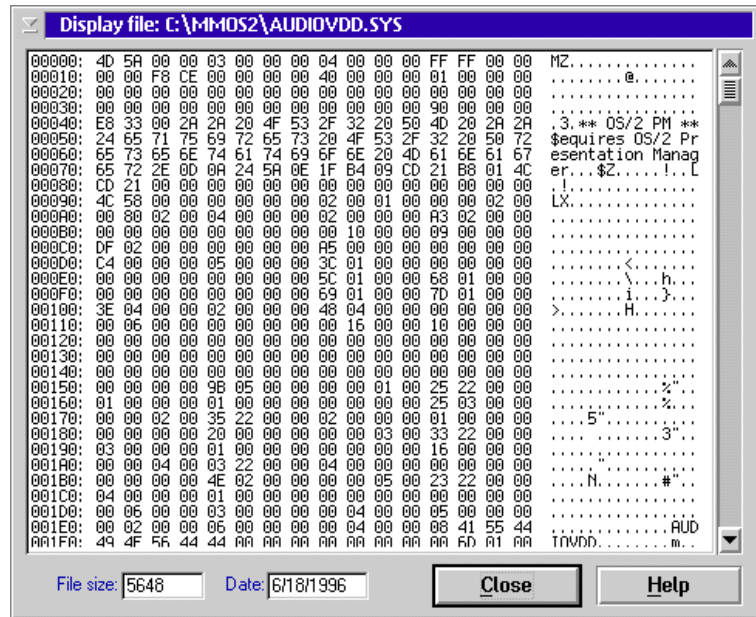 Display file: C:\MMOS2\AUDIOVDD.SYS
00000: 4D 5A 00 00 03 00 00 00 04 00 00 00 FF FF 00 00 MZ..............
00010: 00 00 F8 CE 00 00 00 00 40 00 00 00 01 00 00 00 ........@.......
00020: 00 00 00 00 00 00 00 00 00 00 00 00 00 00 00 00 ................
00030: 00 00 00 00 00 00 00 00 00 00 00 00 90 00 00 00 ................
00040: E8 33 00 2A 2A 20 4F 53 2F 32 20 50 4D 20 2A 2A .3.** OS/2 PM **
00050: 24 65 71 75 69 72 65 73 20 4F 53 2F 32 20 50 72 $equires OS/2 Pr
00060: 65 73 65 6E 74 61 74 69 6F 6E 20 4D 61 6E 61 67 esentation Manag
00070: 65 72 2E 0D 0A 24 5A 0E 1F B4 09 CD 21 B8 01 4C er...$Z.....!..L
00080: CD 21 00 00 00 00 00 00 00 00 00 00 00 00 00 00 .!..............
00090: 4C 58 00 00 00 00 00 00 02 00 01 00 00 00 02 00 LX..............
000A0: 00 80 02 00 04 00 00 00 02 00 00 00 A3 02 00 00 ................
000B0: 00 00 00 00 00 00 00 00 00 10 00 00 09 00 00 00 ................
000C0: DF 02 00 00 00 00 00 00 A5 00 00 00 00 00 00 00 ................
000D0: C4 00 00 00 05 00 00 00 3C 01 00 00 00 00 00 00 ........<.......
000E0: 00 00 00 00 00 00 00 00 5C 01 00 00 68 01 00 00 ........\...h...
000F0: 00 00 00 00 00 00 00 00 69 01 00 00 7D 01 00 00 ........i...}...
00100: 3E 04 00 00 02 00 00 00 48 04 00 00 00 00 00 00 >.......H.......
00110: 00 06 00 00 00 00 00 00 00 16 00 00 10 00 00 00 ................
00120: 00 00 00 00 00 00 00 00 00 00 00 00 00 00 00 00 ................
00130: 00 00 00 00 00 00 00 00 00 00 00 00 00 00 00 00 ................
00140: 00 00 00 00 00 00 00 00 00 00 00 00 00 00 00 00 ................
00150: 00 00 00 00 9B 05 00 00 00 00 01 00 25 22 00 00 ............%"..
00160: 01 00 00 00 01 00 00 00 00 00 00 00 25 03 00 00 ............%...
00170: 00 00 02 00 35 22 00 00 02 00 00 00 01 00 00 00 ....5"..........
00180: 00 00 00 00 20 00 00 00 00 00 03 00 33 22 00 00 .... .......3"..
00190: 03 00 00 00 01 00 00 00 00 00 00 00 16 00 00 00 ................
001A0: 00 00 04 00 03 22 00 00 04 00 00 00 00 00 00 00 ....."..........
001B0: 00 00 00 00 4E 02 00 00 00 00 05 00 23 22 00 00 ....N.......#"..
001C0: 04 00 00 00 01 00 00 00 00 00 00 00 00 00 00 00 ................
001D0: 00 00 06 00 00 03 00 00 00 00 04 00 00 05 00 00 ................
001E0: 00 00 02 00 00 06 00 00 00 00 04 00 00 08 41 55 44 .............AUD
001F0: 49 4F 56 44 44 00 00 00 00 00 00 00 00 6D 01 00 IOVDD........m..
File size: 5648 Date: 6/18/1996 Close Help